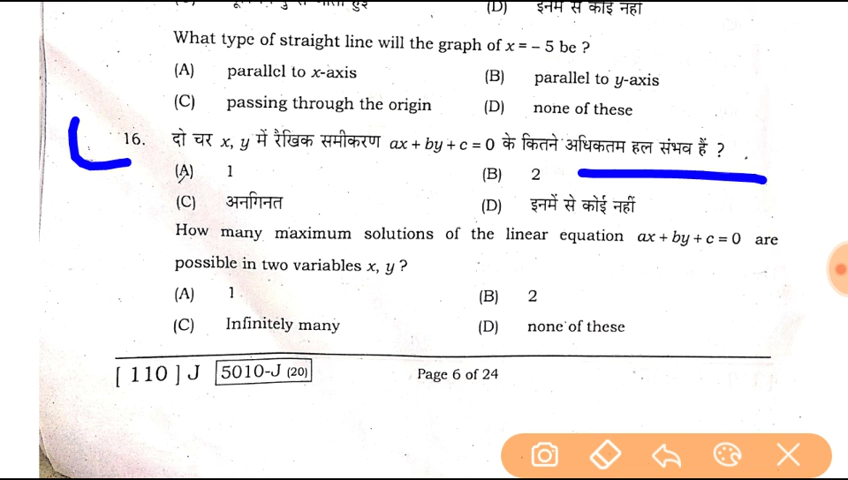 (D) इनमें से कोई नहीं
What type of straight line will the graph of x = – 5 be ?
(A) parallel to x-axis (B) parallel to y-axis
(C) passing through the origin (D) none of these
16. दो चर x, y में रैखिक समीकरण ax + by + c = 0 के कितने अधिकतम हल संभव हैं ?
(A) 1 (B) 2
(C) अनगिनत (D) इनमें से कोई नहीं
How many maximum solutions of the linear equation ax + by + c = 0 are
possible in two variables x, y ?
(A) 1 (B) 2
(C) Infinitely many (D) none of these
[ 110 ] J 5010-J (20) Page 6 of 24